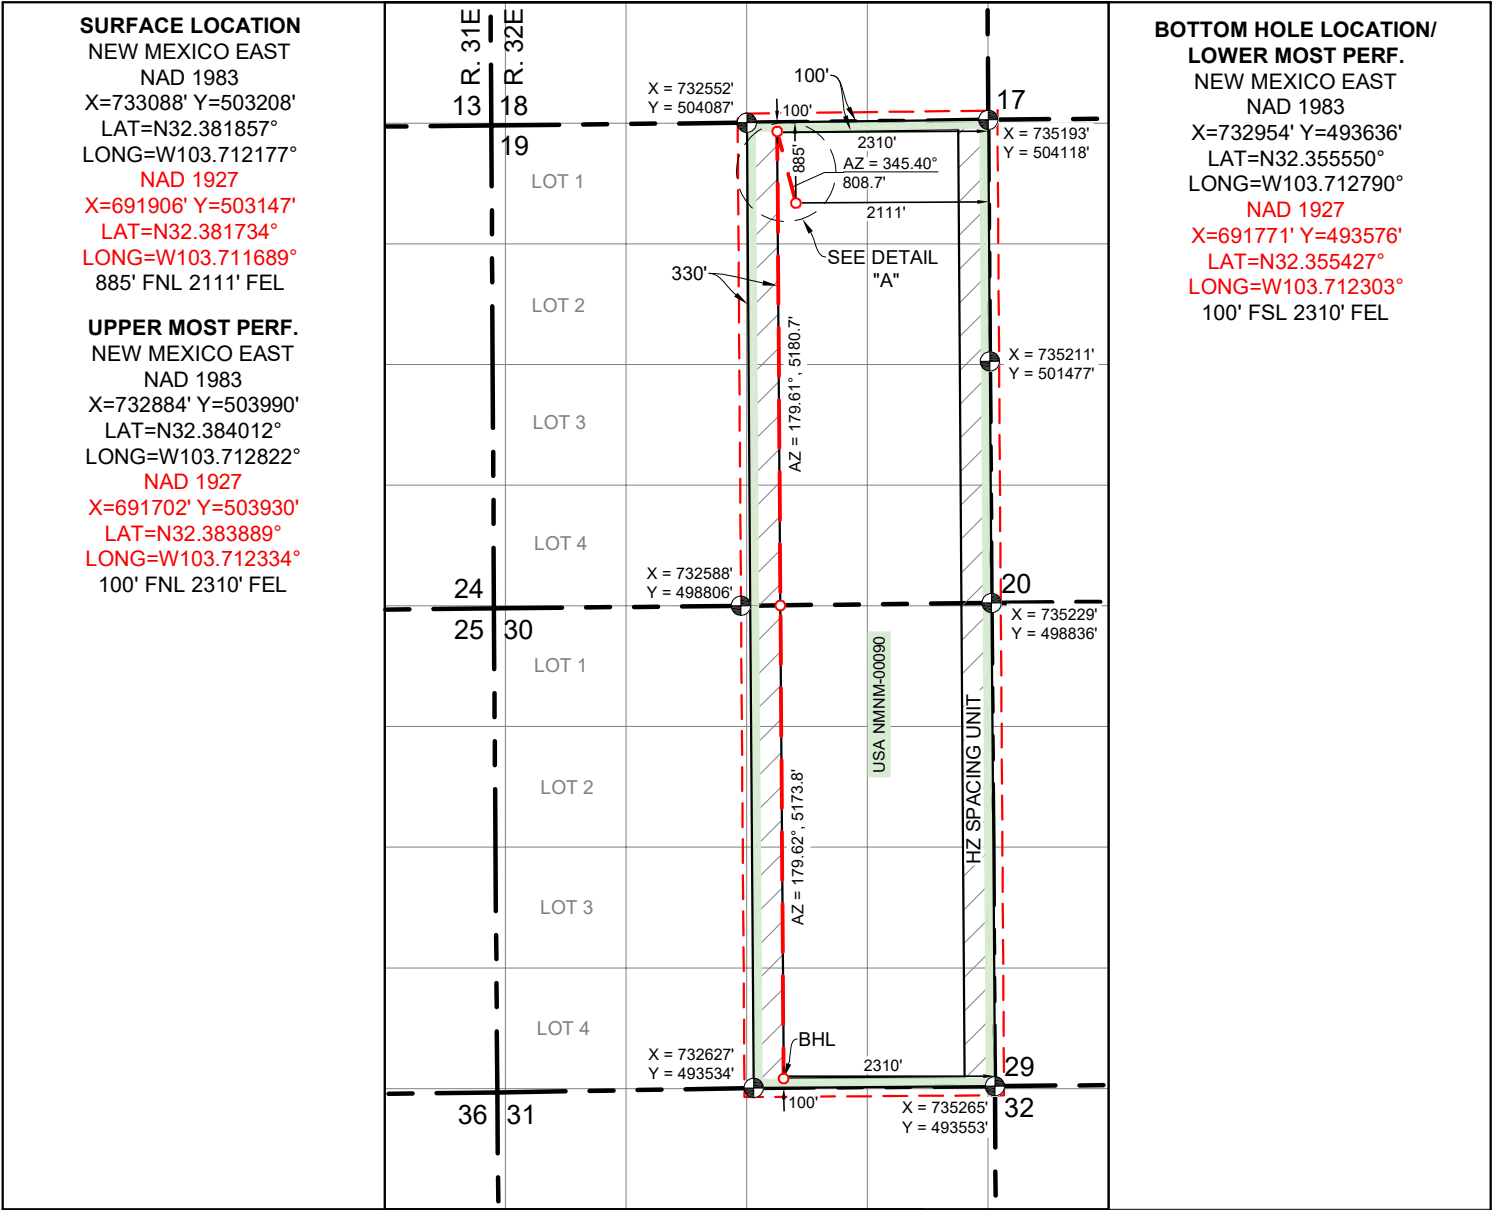 SURFACE LOCATION
NEW MEXICO EAST
NAD 1983
X=733088' Y=503208'
LAT=N32.381857°
LONG=W103.712177°
NAD 1927
X=691906' Y=503147'
LAT=N32.381734°
LONG=W103.711689°
885' FNL 2111' FEL
UPPER MOST PERF.
NEW MEXICO EAST
NAD 1983
X=732884' Y=503990'
LAT=N32.384012°
LONG=W103.712822°
NAD 1927
X=691702' Y=503930'
LAT=N32.383889°
LONG=W103.712334°
100' FNL 2310' FEL
R. 31E
R. 32E
13
18
19
X = 732552'
Y = 504087'
100'
100'
17
X = 735193'
Y = 504118'
2310'
885'
AZ = 345.40°
808.7'
2111'
SEE DETAIL
"A"
LOT 1
LOT 2
330'
AZ = 179.61°, 5180.7'
X = 735211'
Y = 501477'
LOT 3
LOT 4
X = 732588'
Y = 498806'
24
25
30
20
X = 735229'
Y = 498836'
LOT 1
USA NMNM-00090
HZ SPACING UNIT
LOT 2
AZ = 179.62°, 5173.8'
LOT 3
LOT 4
BHL
X = 732627'
Y = 493534'
2310'
100'
29
32
X = 735265'
Y = 493553'
36
31
BOTTOM HOLE LOCATION/
LOWER MOST PERF.
NEW MEXICO EAST
NAD 1983
X=732954' Y=493636'
LAT=N32.355550°
LONG=W103.712790°
NAD 1927
X=691771' Y=493576'
LAT=N32.355427°
LONG=W103.712303°
100' FSL 2310' FEL